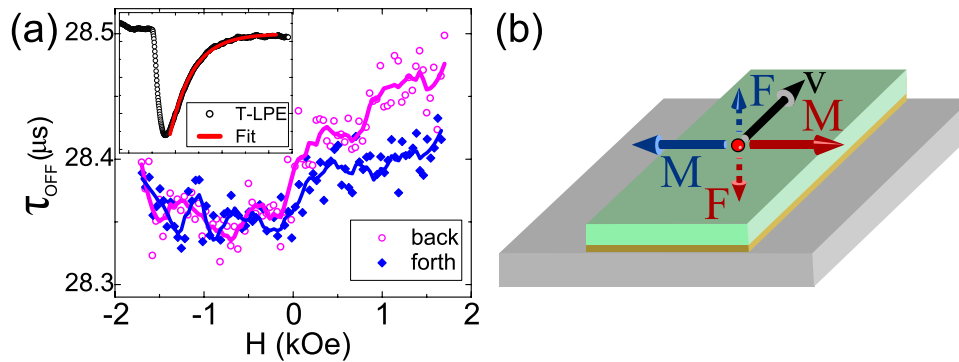 (a)
28.5
28.4
28.3
τOFF (μs)
T-LPE
Fit
back
forth
-2
-1
0
1
2
H (kOe)
(b)
F
v
M
M
F